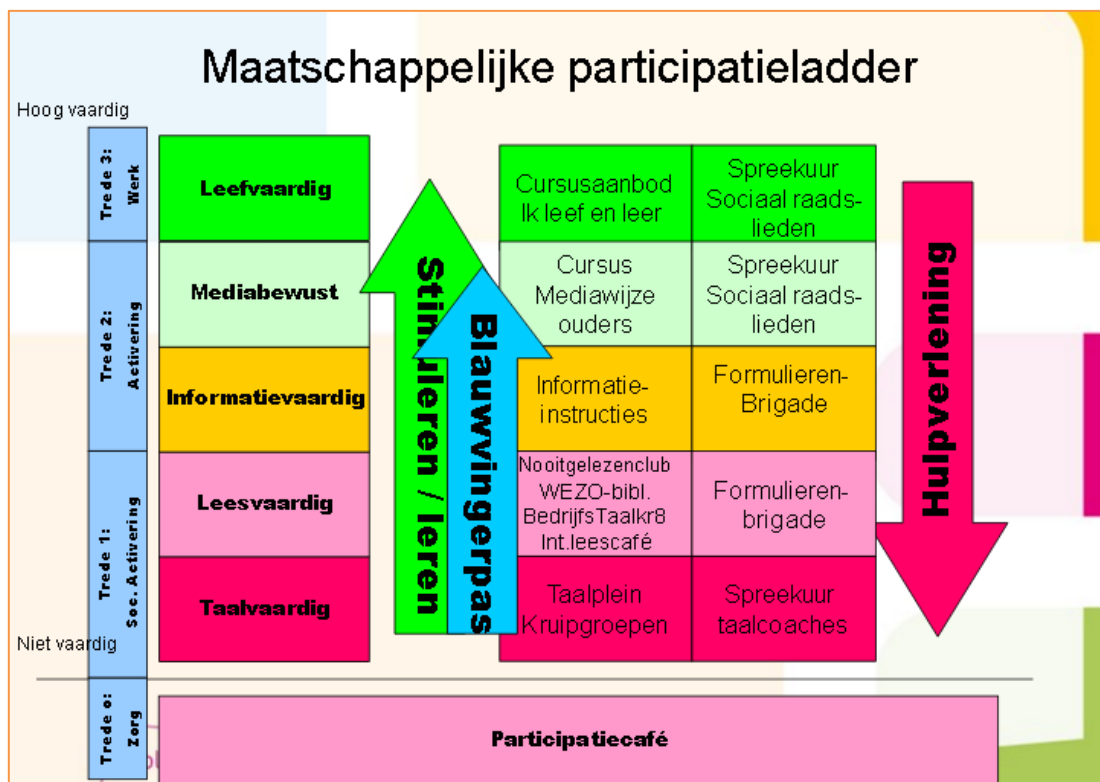 Maatschappelijke participatieladder
Hoog vaardig
Trede 3:
Werk
Leefvaardig
Cursusaanbod
Ik leef en leer
Spreekuur
Sociaal raads-
lieden
Trede 2:
Activering
Mediabewust
Cursus
Mediawijze
ouders
Spreekuur
Sociaal raads-
lieden
Informatievaardig
Informatie-
instructies
Formulieren-
Brigade
Stimuleren / leren
Blauwvingerpas
Hulpverlening
Trede 1:
Soc. Activering
Leesvaardig
Nooitgelezenclub
WEZO-bibl.
BedrijfsTaalkr8
Int.leescafé
Formulieren-
brigade
Taalvaardig
Taalplein
Kruipgroepen
Spreekuur
taalcoaches
Niet vaardig
Trede 0:
Zorg
Participatiecafé